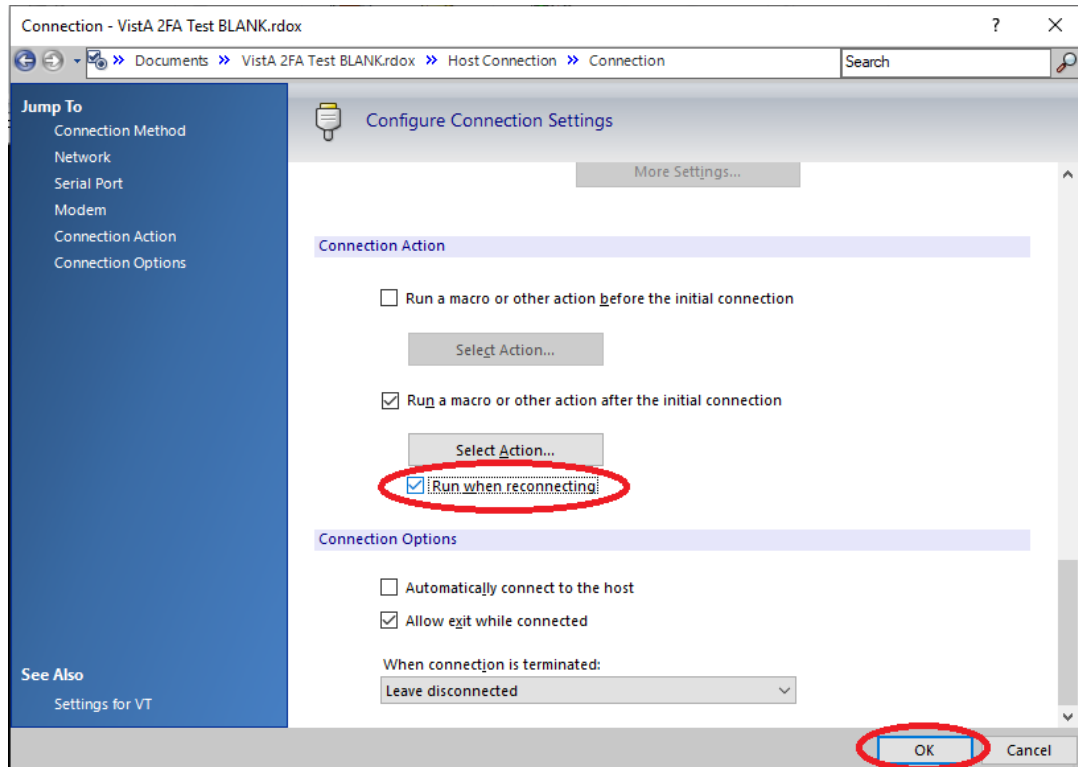 Connection - VistA 2FA Test BLANK.rdox
? ×
Documents » VistA 2FA Test BLANK.rdox » Host Connection » Connection
Search
Jump To
Connection Method
Network
Serial Port
Modem
Connection Action
Connection Options
See Also
Settings for VT
Configure Connection Settings
More Settings...
Connection Action
Run a macro or other action before the initial connection
Select Action...
Run a macro or other action after the initial connection
Select Action...
Run when reconnecting
Connection Options
Automatically connect to the host
Allow exit while connected
When connection is terminated:
Leave disconnected
OK
Cancel